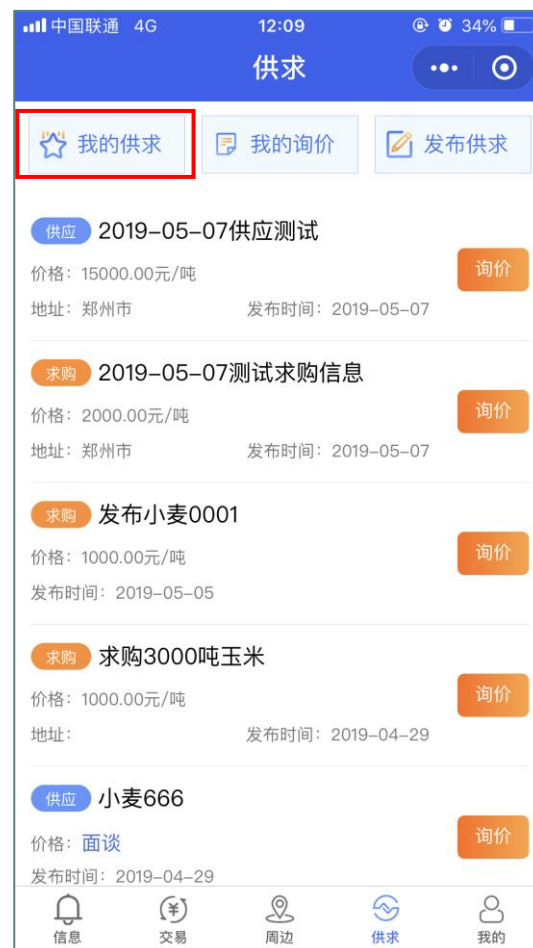 中国联通 4G 12:09 34%
供求
我的供求 我的询价 发布供求
供应 2019-05-07供应测试
价格：15000.00元/吨 询价
地址：郑州市 发布时间：2019-05-07
求购 2019-05-07测试求购信息
价格：2000.00元/吨 询价
地址：郑州市 发布时间：2019-05-07
求购 发布小麦0001
价格：1000.00元/吨 询价
发布时间：2019-05-05
求购 求购3000吨玉米
价格：1000.00元/吨 询价
地址： 发布时间：2019-04-29
供应 小麦666
价格：面谈 询价
发布时间：2019-04-29
信息 交易 周边 供求 我的